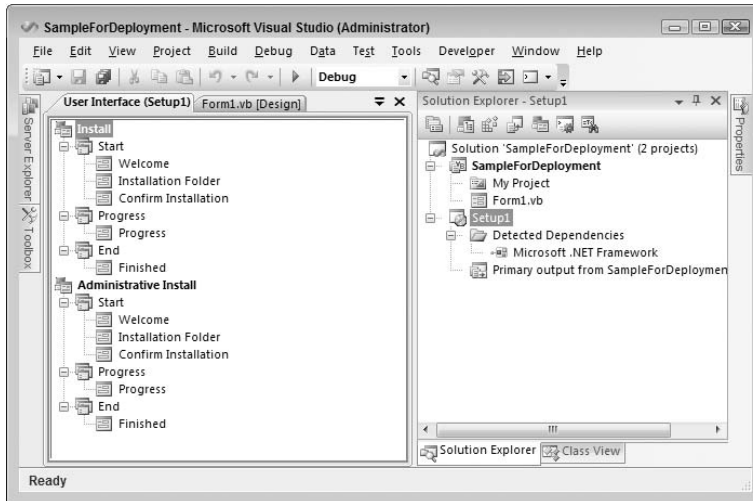 SampleForDeployment - Microsoft Visual Studio (Administrator)
File Edit View Project Build Debug Data Test Tools Developer Window Help
Debug
Server Explorer
Toolbox
User Interface (Setup1) Form1.vb [Design]
Install
Start
Welcome
Installation Folder
Confirm Installation
Progress
Progress
End
Finished
Administrative Install
Start
Welcome
Installation Folder
Confirm Installation
Progress
Progress
End
Finished
Solution Explorer - Setup1
Solution 'SampleForDeployment' (2 projects)
SampleForDeployment
My Project
Form1.vb
Setup1
Detected Dependencies
Microsoft .NET Framework
Primary output from SampleForDeploymen
Solution Explorer Class View
Properties
Ready